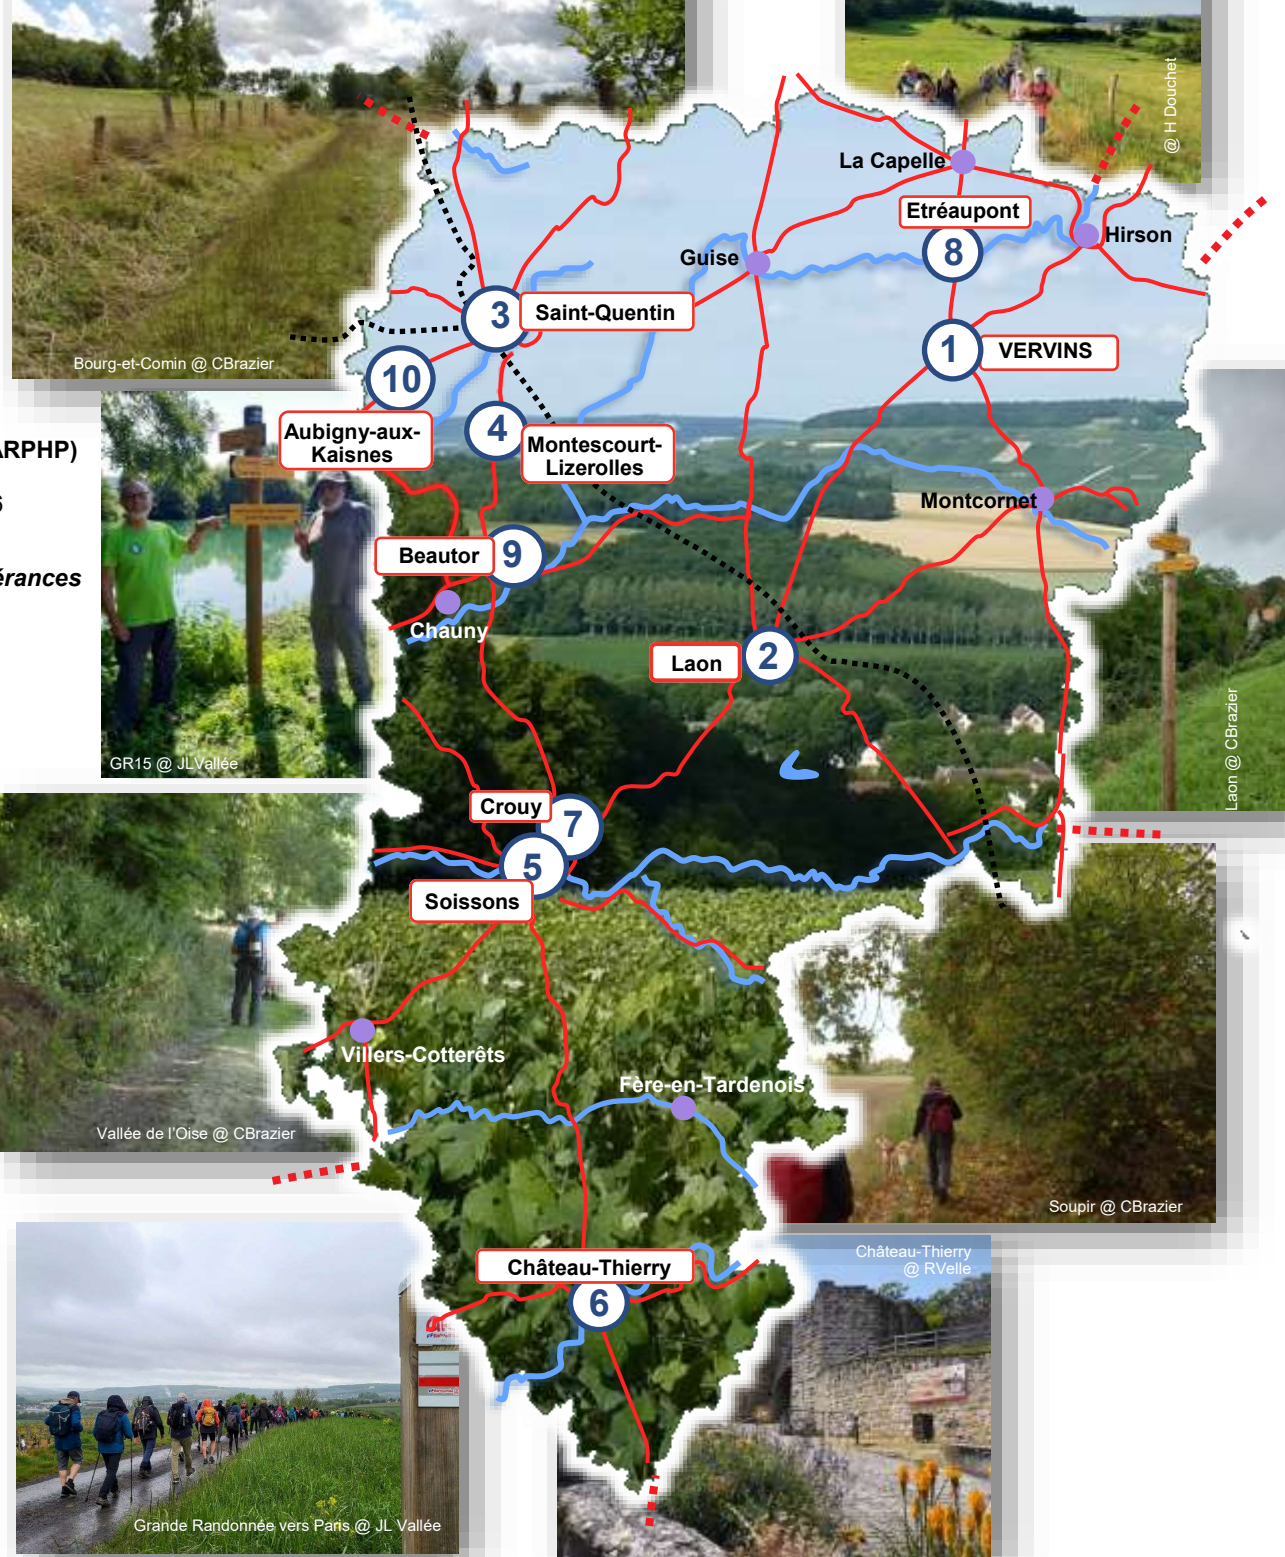 @ H Douchet
La Capelle
Etréaupont
8
Hirson
Guise
3
Saint-Quentin
1
VERVINS
Bourg-et-Comin @ CBrazier
10
Aubigny-aux-
Kaisnes
4
Montescourt-
Lizerolles
ARPHP)
Montcornet
Beautor
9
érances
Chauny
Laon
2
GR15 @ JLVallée
Laon @ CBrazier
Crouy
7
5
Soissons
Villers-Cotterêts
Fère-en-Tardenois
Vallée de l'Oise @ CBrazier
Soupir @ CBrazier
Château-Thierry
6
Château-Thierry
@ RVelle
Grande Randonnée vers Paris @ JL Vallée